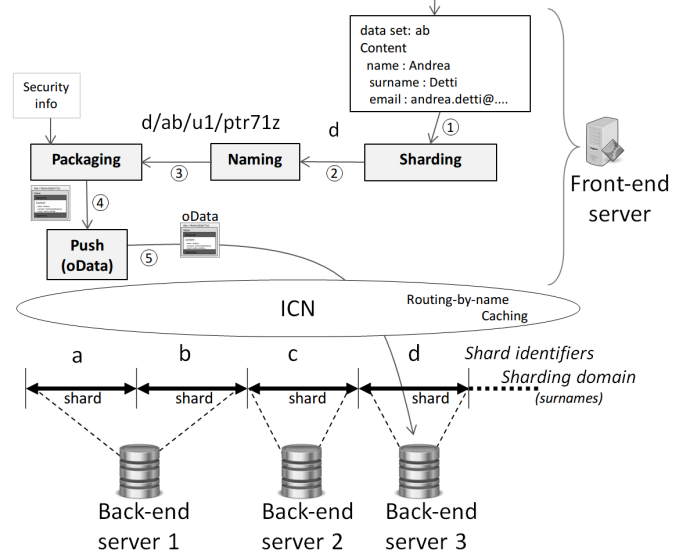 data set: ab
Content
name : Andrea
surname : Detti
email : andrea.detti@....
Security
info
d/ab/u1/ptr71z
d
1
Packaging
3
Naming
2
Sharding
Front-end
server
4
oData
Push
(oData)
5
ICN
Routing-by-name
Caching
a
b
c
d
Shard identifiers
Sharding domain
(surnames)
shard
shard
shard
shard
Back-end
server 1
Back-end
server 2
Back-end
server 3